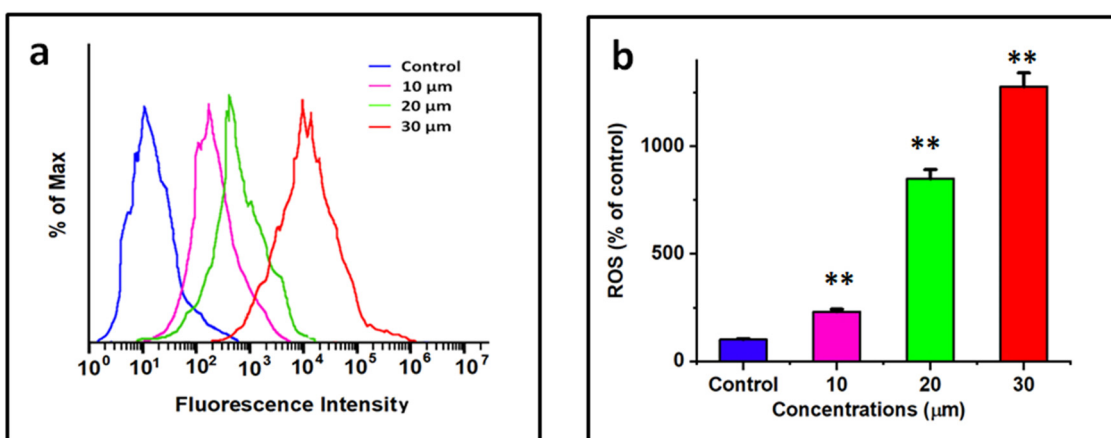 a
Control
10 μm
20 μm
30 μm
% of Max
10⁰ 10¹ 10² 10³ 10⁴ 10⁵ 10⁶ 10⁷
Fluorescence Intensity
b
ROS (% of control)
1000
500
0
**
**
**
Control 10 20 30
Concentrations (μm)